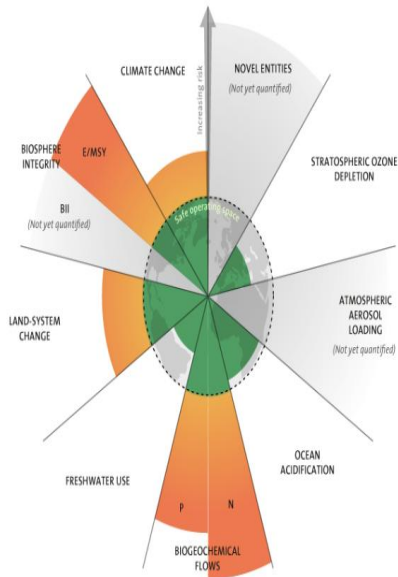 CLIMATE CHANGE
Increasing risk
NOVEL ENTITIES
(Not yet quantified)
STRATOSPHERIC OZONE
DEPLETION
ATMOSPHERIC
AEROSOL
LOADING
(Not yet quantified)
OCEAN
ACIDIFICATION
N
P
BIOGEOCHEMICAL
FLOWS
FRESHWATER USE
LAND-SYSTEM
CHANGE
BIOSPHERE
INTEGRITY
E/MSY
BII
(Not yet quantified)
Safe operating space